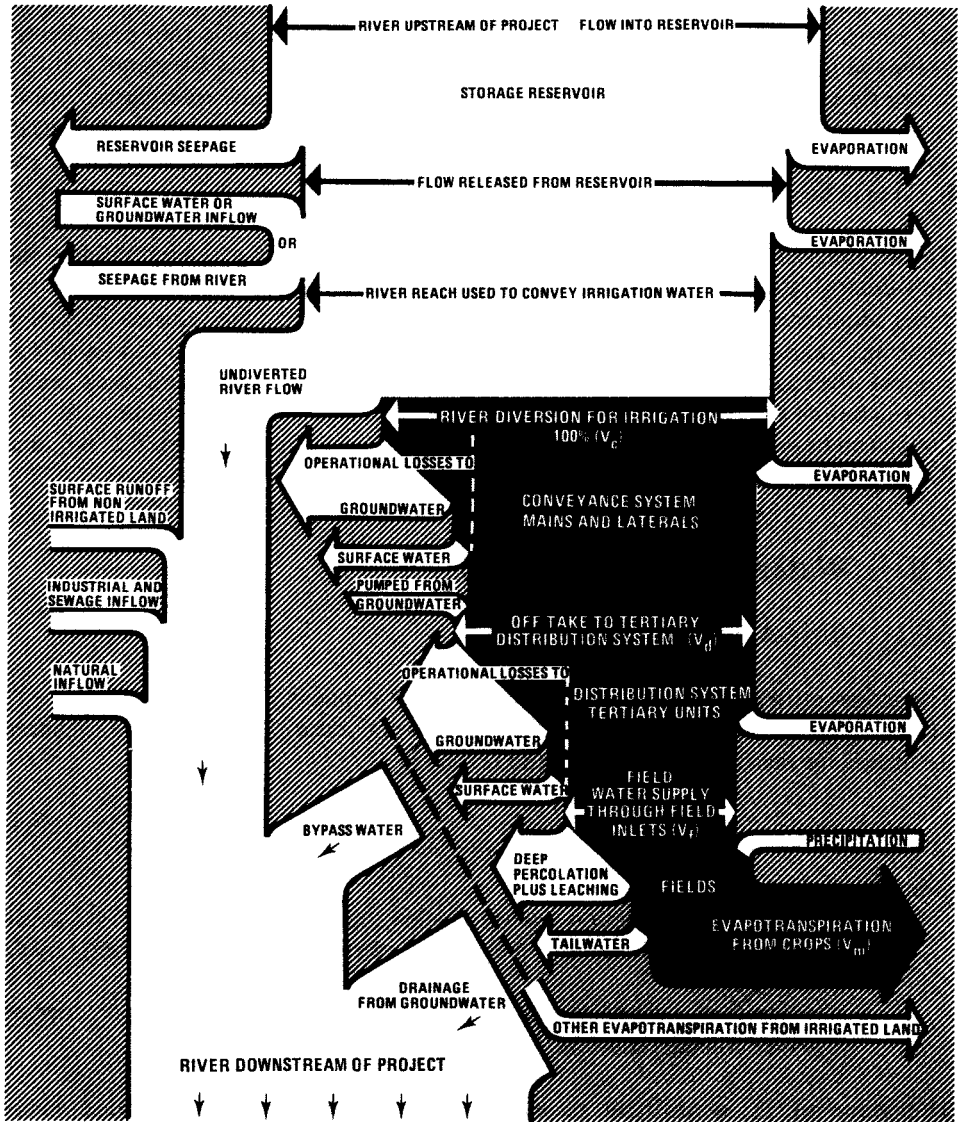 RIVER UPSTREAM OF PROJECT FLOW INTO RESERVOIR
STORAGE RESERVOIR
RESERVOIR SEEPAGE
EVAPORATION
FLOW RELEASED FROM RESERVOIR
SURFACE WATER OR
GROUNDWATER INFLOW
OR
EVAPORATION
SEEPAGE FROM RIVER
RIVER REACH USED TO CONVEY IRRIGATION WATER
UNDIVERTED
RIVER FLOW
RIVER DIVERSION FOR IRRIGATION
100% (Vc)
OPERATIONAL LOSSES TO
GROUNDWATER
EVAPORATION
CONVEYANCE SYSTEM
MAINS AND LATERALS
SURFACE RUNOFF
FROM NON
IRRIGATED LAND
SURFACE WATER
PUMPED FROM
GROUNDWATER
INDUSTRIAL AND
SEWAGE INFLOW
OFF TAKE TO TERTIARY
DISTRIBUTION SYSTEM (Vd)
NATURAL
INFLOW
OPERATIONAL LOSSES TO
GROUNDWATER
DISTRIBUTION SYSTEM
TERTIARY UNITS
EVAPORATION
SURFACE WATER
FIELD
WATER SUPPLY
THROUGH FIELD
INLETS (Vf)
BYPASS WATER
PRECIPITATION
DEEP
PERCOLATION
PLUS LEACHING
FIELDS
TAILWATER
EVAPOTRANSPIRATION
FROM CROPS (Vm)
DRAINAGE
FROM GROUNDWATER
OTHER EVAPOTRANSPIRATION FROM IRRIGATED LAND
RIVER DOWNSTREAM OF PROJECT